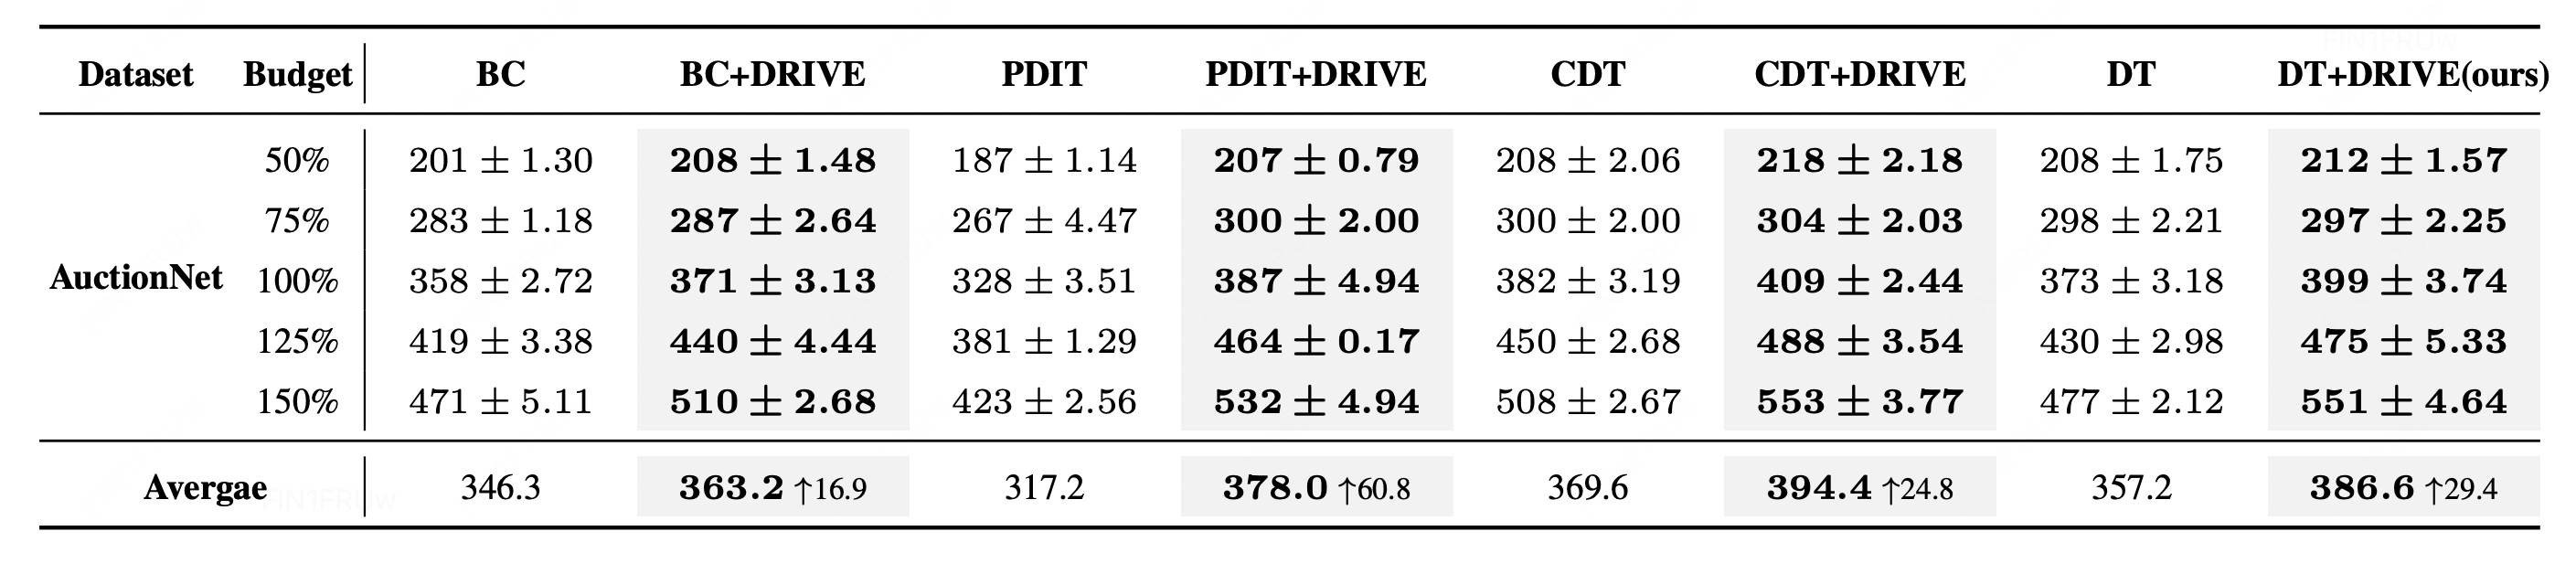 Dataset Budget BC BC+DRIVE PDIT PDIT+DRIVE CDT CDT+DRIVE DT DT+DRIVE(ours)
50% 201 ± 1.30 208 ± 1.48 187 ± 1.14 207 ± 0.79 208 ± 2.06 218 ± 2.18 208 ± 1.75 212 ± 1.57
75% 283 ± 1.18 287 ± 2.64 267 ± 4.47 300 ± 2.00 300 ± 2.00 304 ± 2.03 298 ± 2.21 297 ± 2.25
AuctionNet 100% 358 ± 2.72 371 ± 3.13 328 ± 3.51 387 ± 4.94 382 ± 3.19 409 ± 2.44 373 ± 3.18 399 ± 3.74
125% 419 ± 3.38 440 ± 4.44 381 ± 1.29 464 ± 0.17 450 ± 2.68 488 ± 3.54 430 ± 2.98 475 ± 5.33
150% 471 ± 5.11 510 ± 2.68 423 ± 2.56 532 ± 4.94 508 ± 2.67 553 ± 3.77 477 ± 2.12 551 ± 4.64
Avergae 346.3 363.2 ↑16.9 317.2 378.0 ↑60.8 369.6 394.4 ↑24.8 357.2 386.6 ↑29.4